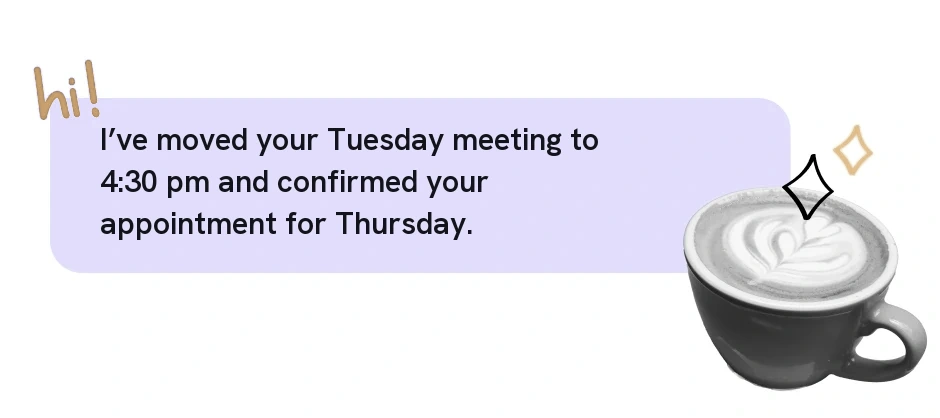 hi!
I’ve moved your Tuesday meeting to
4:30 pm and confirmed your
appointment for Thursday.